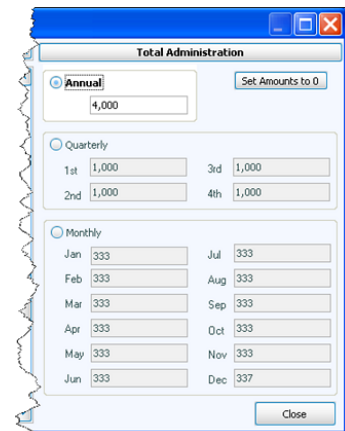 Total Administration
Annual
Set Amounts to 0
4,000
Quarterly
1st 1,000 3rd 1,000
2nd 1,000 4th 1,000
Monthly
Jan 333 Jul 333
Feb 333 Aug 333
Mar 333 Sep 333
Apr 333 Oct 333
May 333 Nov 333
Jun 333 Dec 337
Close